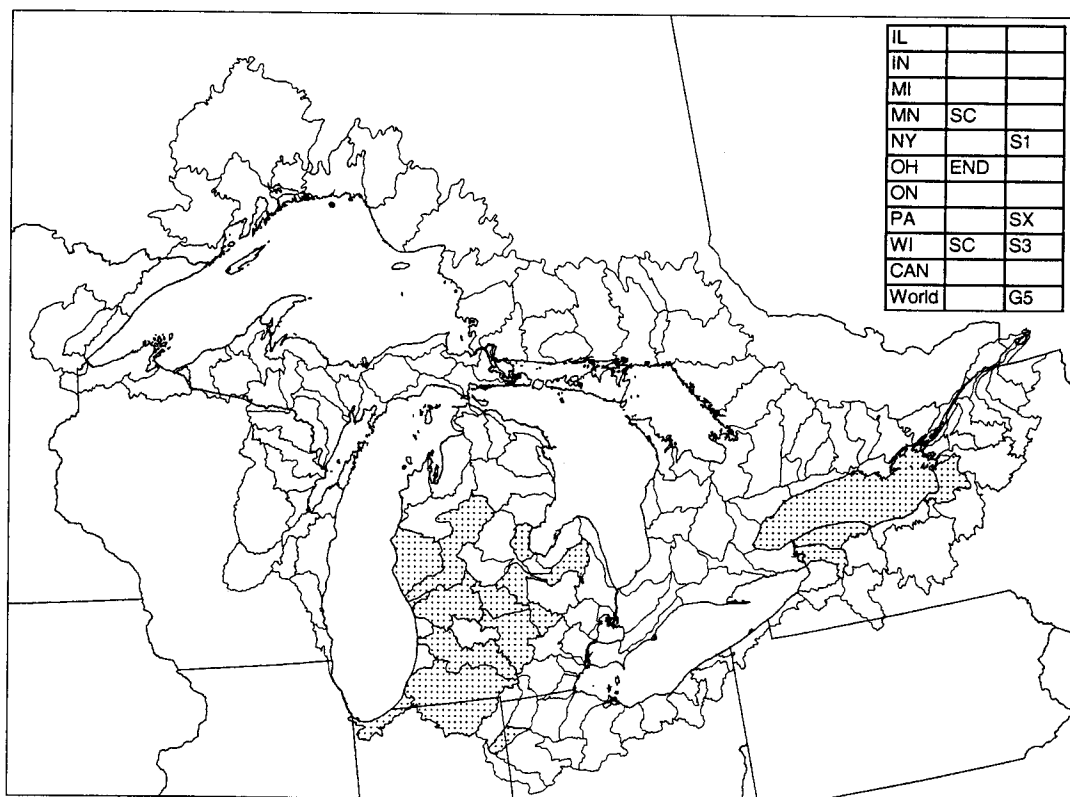 IL
IN
MI
MN SC
NY S1
OH END
ON
PA SX
WI SC S3
CAN
World G5